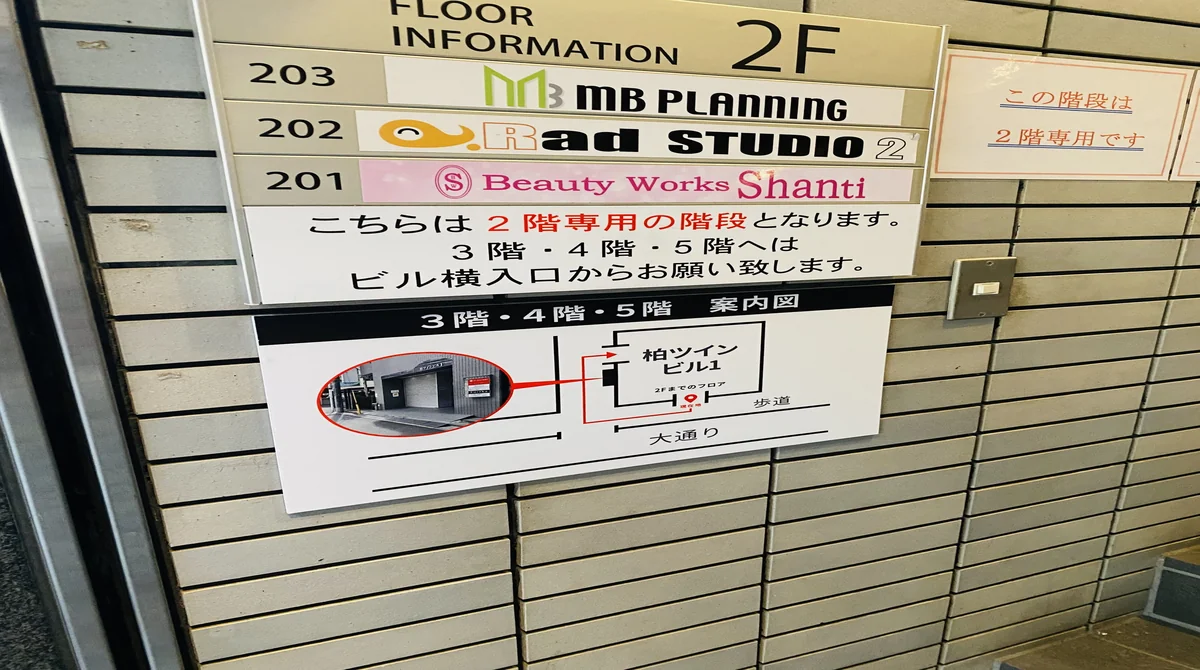 FLOOR
INFORMATION 2F
203 MB PLANNING
202 Rad STUDIO 2
201 Beauty Works Shanti
こちらは２階専用の階段となります。
３階・４階・５階へは
ビル横入口からお願い致します。
３階・４階・５階 案内図
柏ツイン
ビル1
2Fまでのフロア
現在地
歩道
大通り
この階段は
２階専用です